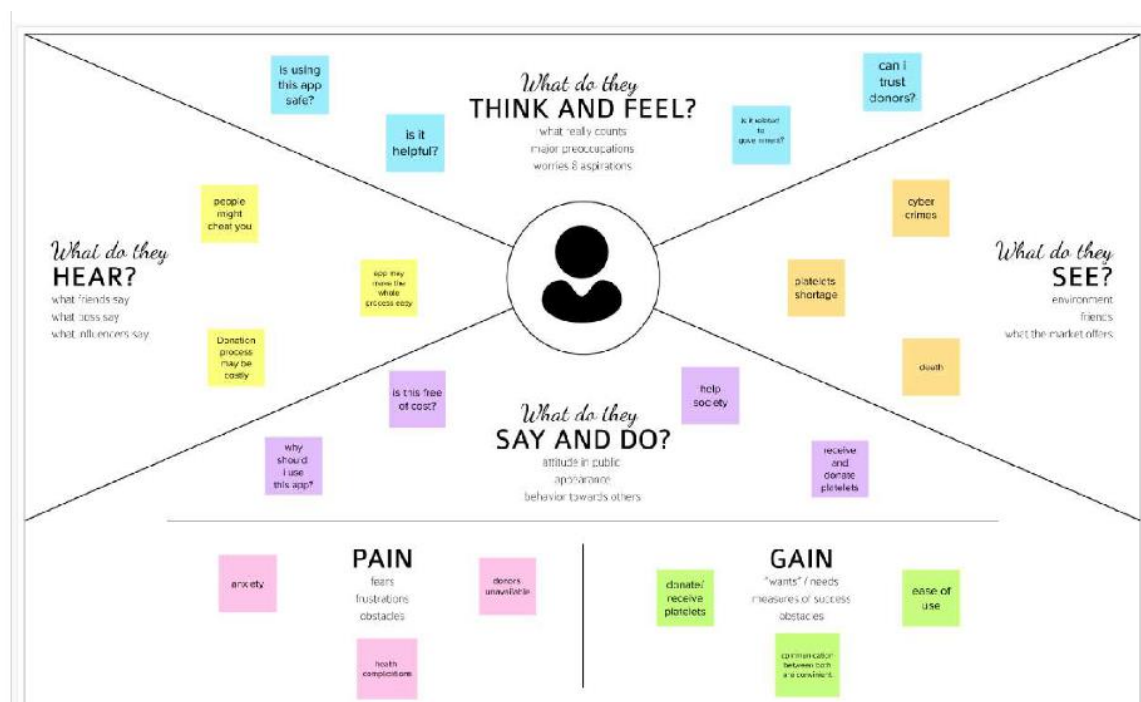 is using
this app
safe?
is it
helpful?
What do they
THINK AND FEEL?
what really counts
major preoccupations
worries & aspirations
is it related
to
government?
can i
trust
donors?
What do they
HEAR?
what friends say
what boss say
what influencers say
people
might
cheat you
app may
make the
whole
process easy
Donation
process
may be
costly
cyber
crimes
platelets
shortage
death
What do they
SEE?
environment
friends
what the market offers
is this free
of cost?
why
should
i use
this app?
What do they
SAY AND DO?
attitude in public
appearance
behavior towards others
help
society
receive
and
donate
platelets
anxiety
PAIN
fears
frustrations
obstacles
donors
unavailable
health
complications
donate/
receive
platelets
GAIN
"wants" / needs
measures of success
obstacles
ease of
use
communication
between both
are convinient